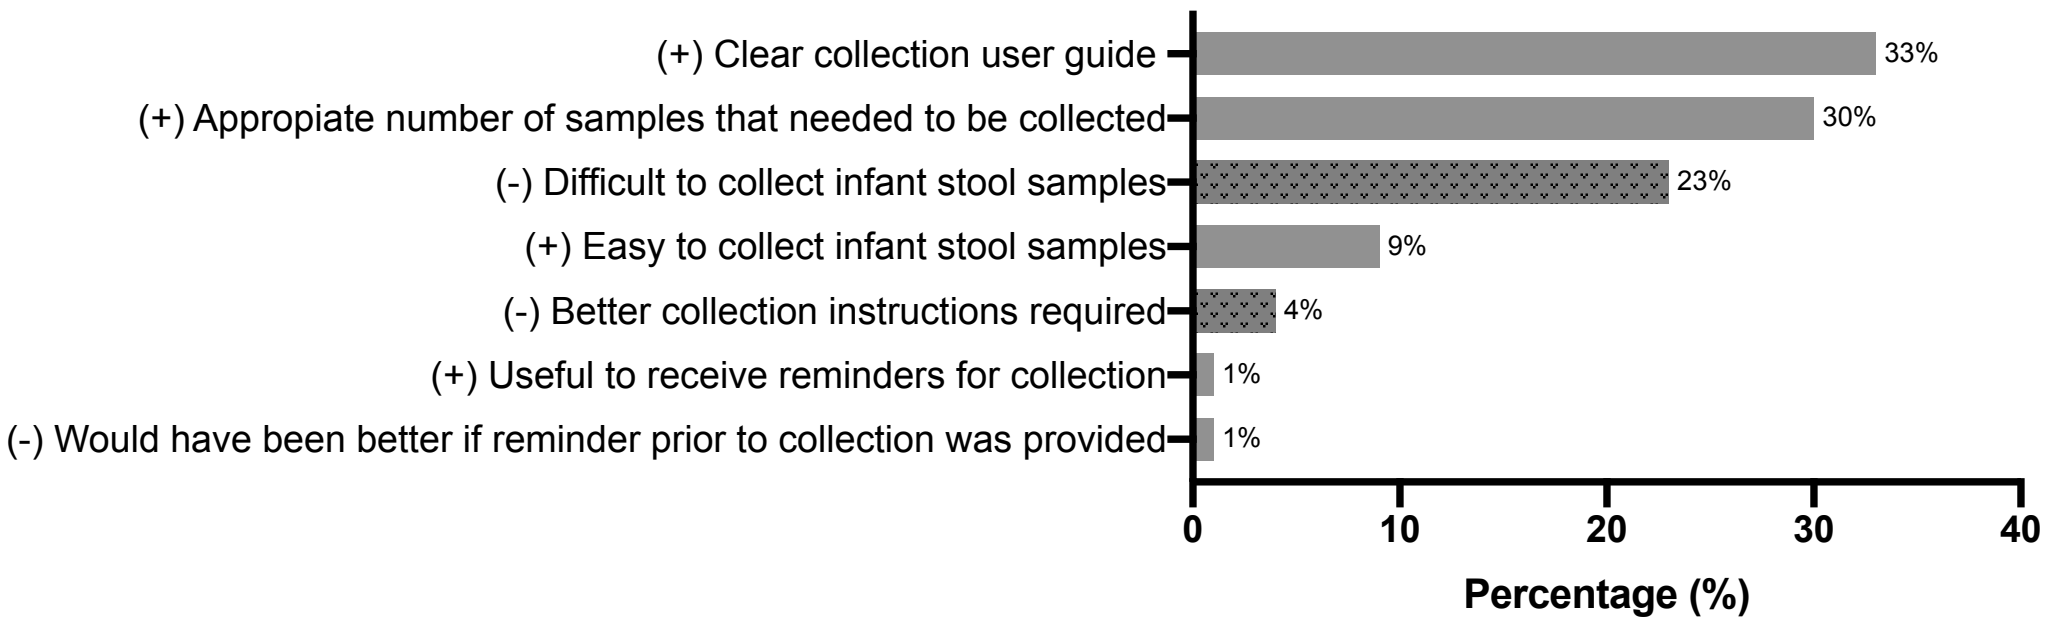 (+) Clear collection user guide 33%
(+) Appropiate number of samples that needed to be collected 30%
(-) Difficult to collect infant stool samples 23%
(+) Easy to collect infant stool samples 9%
(-) Better collection instructions required 4%
(+) Useful to receive reminders for collection 1%
(-) Would have been better if reminder prior to collection was provided 1%
0 10 20 30 40
Percentage (%)